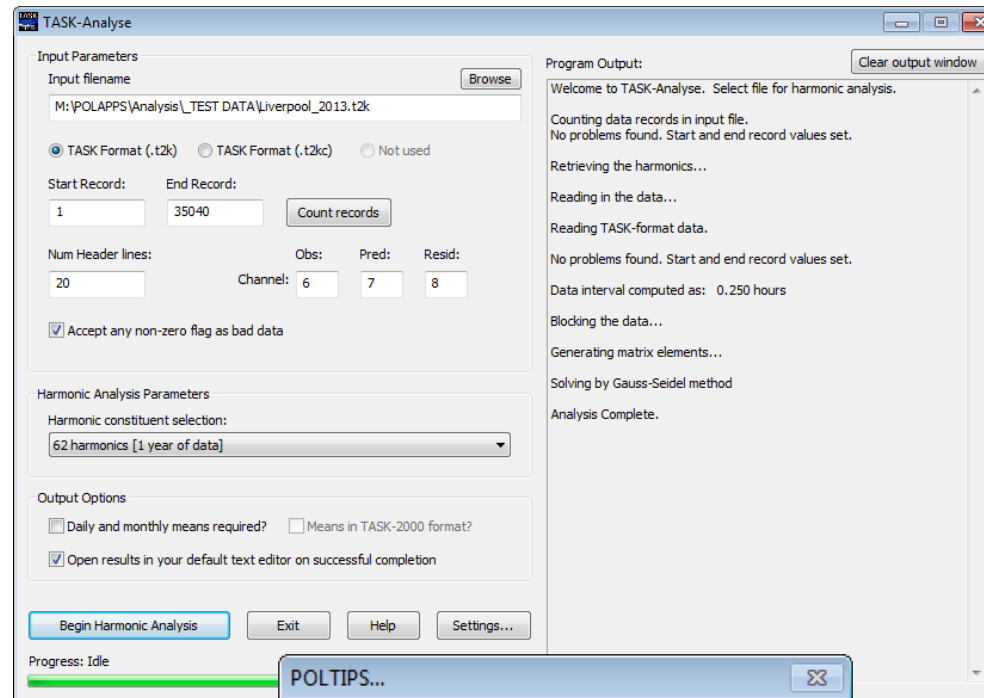 TASK-Analyse
Input Parameters
Input filename
Browse
M:\POLAPPS\Analysis\_TEST DATA\Liverpool_2013.t2k
TASK Format (.t2k) TASK Format (.t2kc) Not used
Start Record: End Record:
1 35040 Count records
Num Header lines: Obs: Pred: Resid:
20 Channel: 6 7 8
Accept any non-zero flag as bad data
Harmonic Analysis Parameters
Harmonic constituent selection:
62 harmonics [1 year of data]
Output Options
Daily and monthly means required? Means in TASK-2000 format?
Open results in your default text editor on successful completion
Begin Harmonic Analysis Exit Help Settings...
Progress: Idle
Program Output: Clear output window
Welcome to TASK-Analyse. Select file for harmonic analysis.
Counting data records in input file.
No problems found. Start and end record values set.
Retrieving the harmonics...
Reading in the data...
Reading TASK-format data.
No problems found. Start and end record values set.
Data interval computed as: 0.250 hours
Blocking the data...
Generating matrix elements...
Solving by Gauss-Seidel method
Analysis Complete.
POLTIPS...